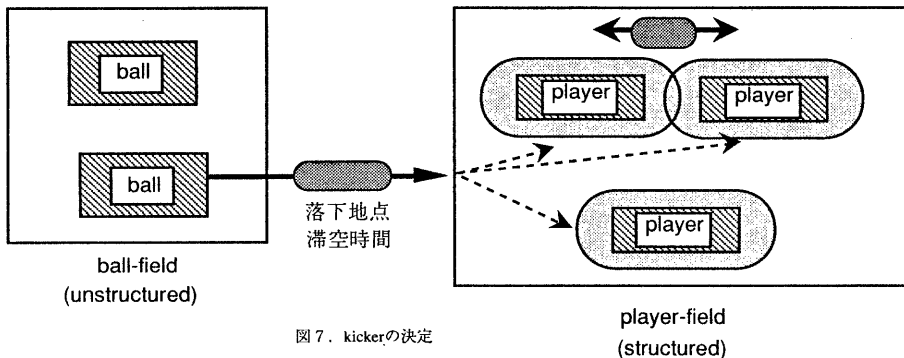 ball
ball
落下地点
滞空時間
ball-field
(unstructured)
player
player
player
player-field
(structured)
図7. kickerの決定